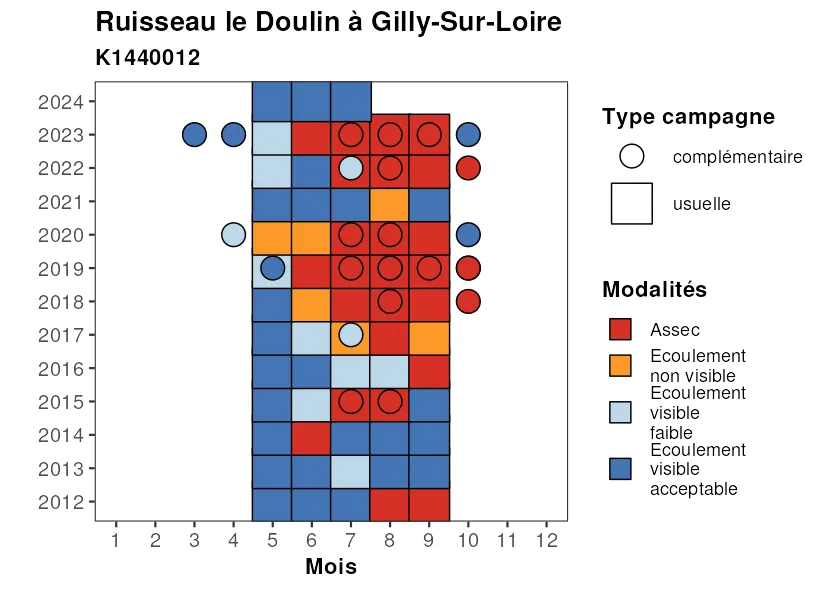 Ruisseau le Doulin à Gilly-Sur-Loire
K1440012
2024
2023
2022
2021
2020
2019
2018
2017
2016
2015
2014
2013
2012
1 2 3 4 5 6 7 8 9 10 11 12
Mois
Type campagne
complémentaire
usuelle
Modalités
Assec
Ecoulement
non visible
Ecoulement
visible
faible
Ecoulement
visible
acceptable